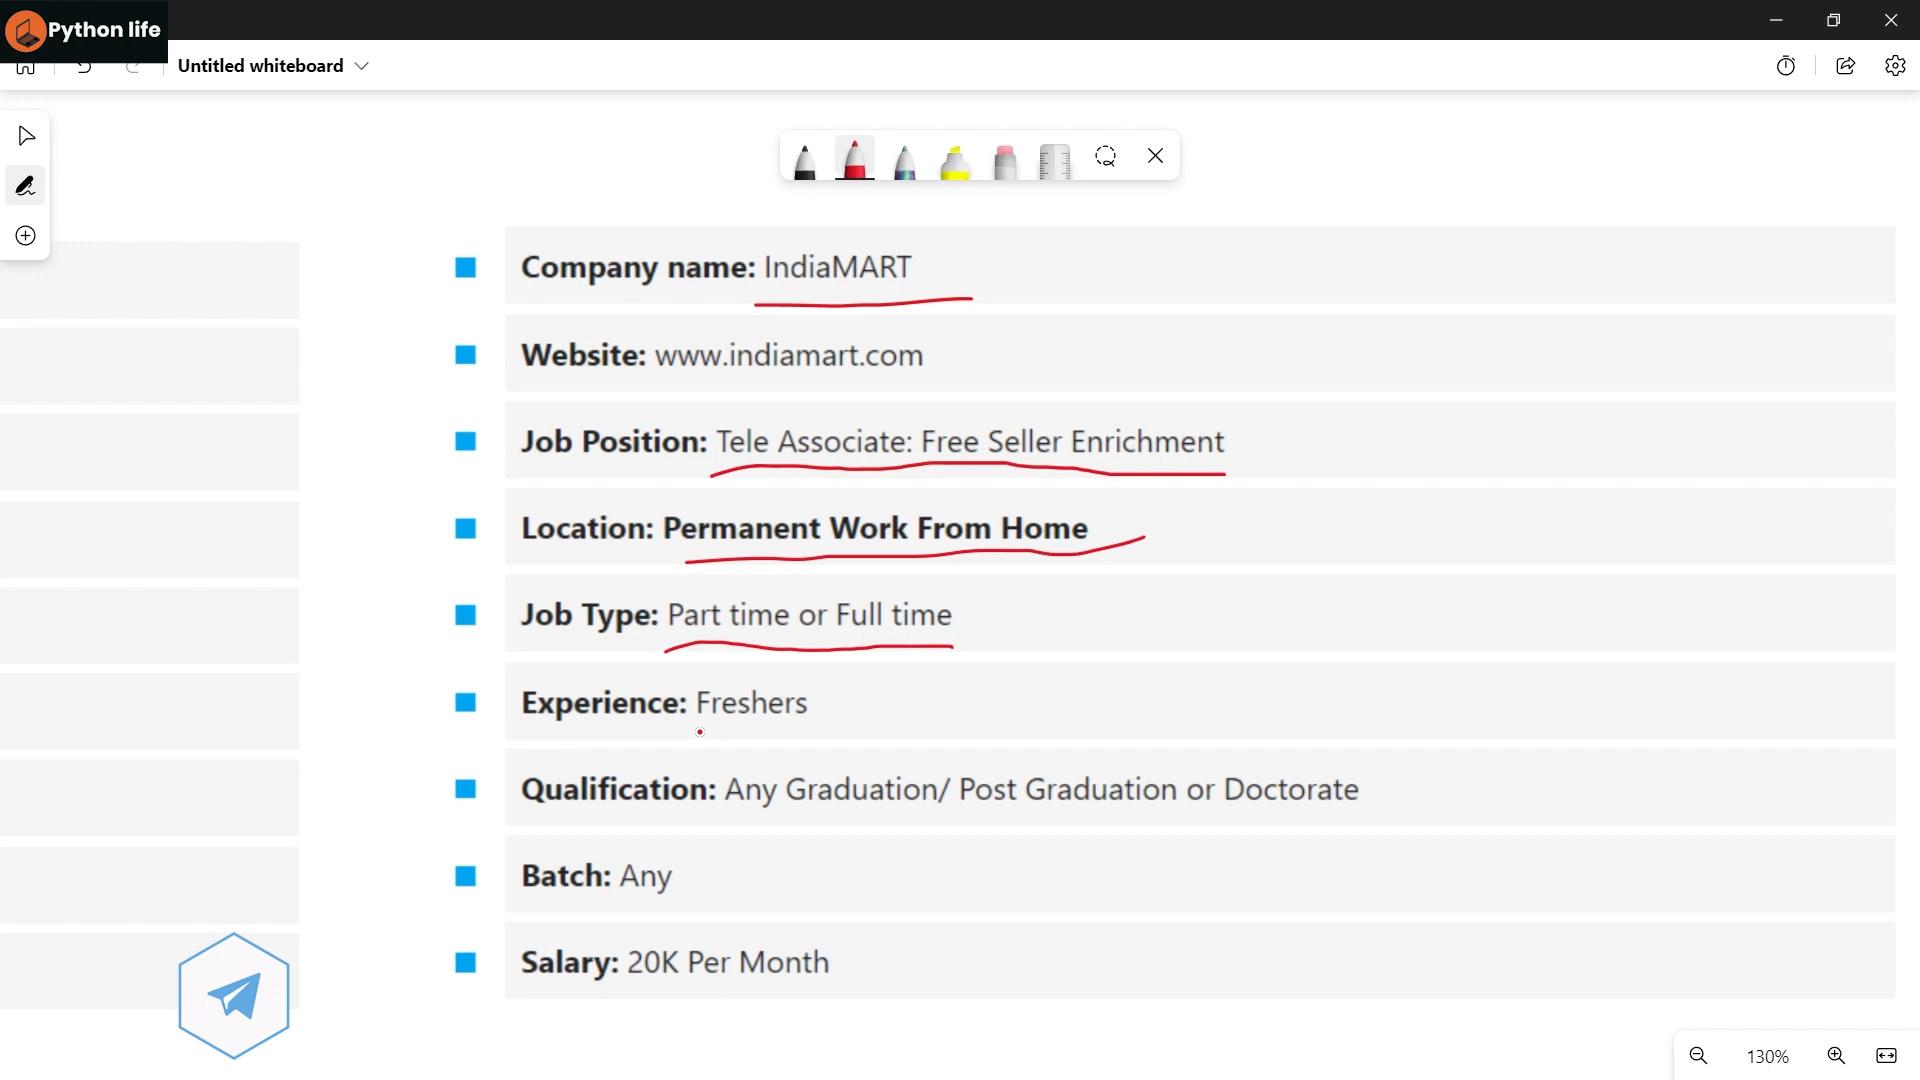 Python life
Untitled whiteboard
Company name: IndiaMART
Website: www.indiamart.com
Job Position: Tele Associate: Free Seller Enrichment
Location: Permanent Work From Home
Job Type: Part time or Full time
Experience: Freshers
Qualification: Any Graduation/ Post Graduation or Doctorate
Batch: Any
Salary: 20K Per Month
130%